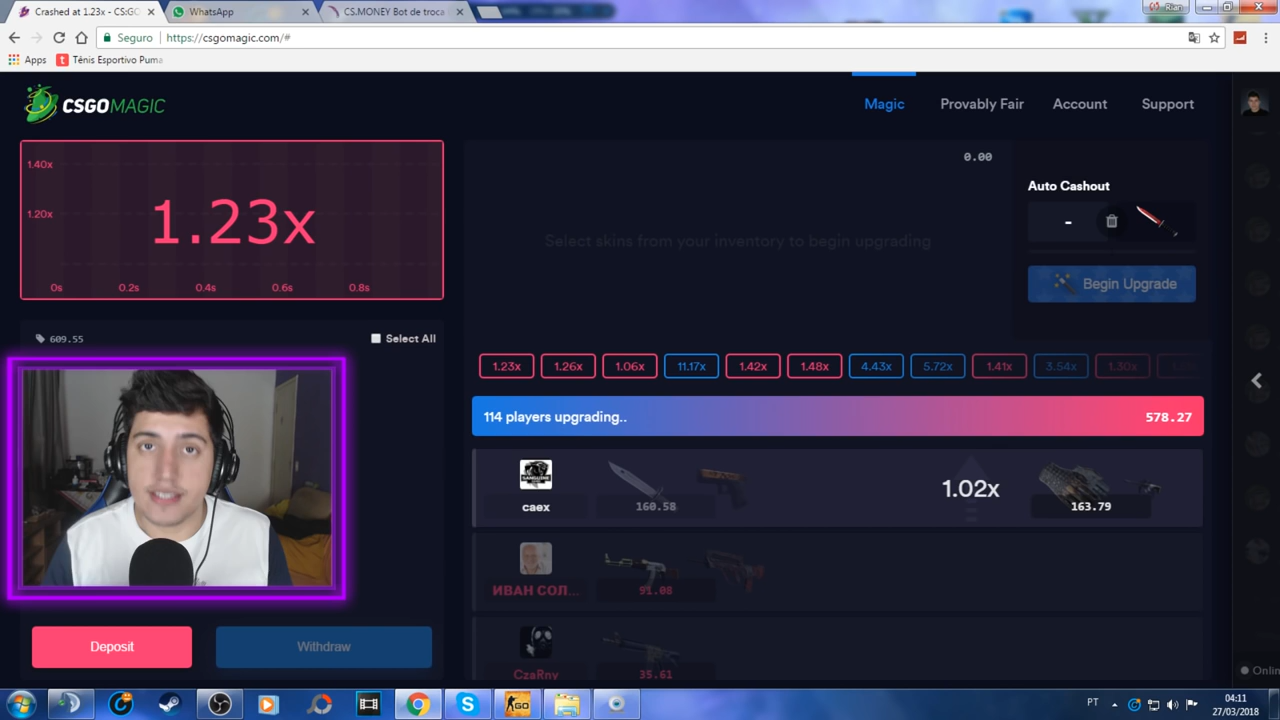 Crashed at 1.23x - CS:GO
WhatsApp
CS.MONEY Bot de troca
Rian
Seguro
https://csgomagic.com/#
Apps
Tênis Esportivo Puma
CSGOMAGIC
Magic
Provably Fair
Account
Support
1.40x
1.20x
1.23x
0s
0.2s
0.4s
0.6s
0.8s
0.00
Select skins from your inventory to begin upgrading
Auto Cashout
-
Begin Upgrade
609.55
Select All
1.23x
1.26x
1.06x
11.17x
1.42x
1.48x
4.43x
5.72x
1.41x
3.54x
1.30x
114 players upgrading..
578.27
caex
160.58
1.02x
163.79
ИВАН СОЛ...
91.08
CzaRny
35.61
Deposit
Withdraw
Onlin
PT
04:11
27/03/2018